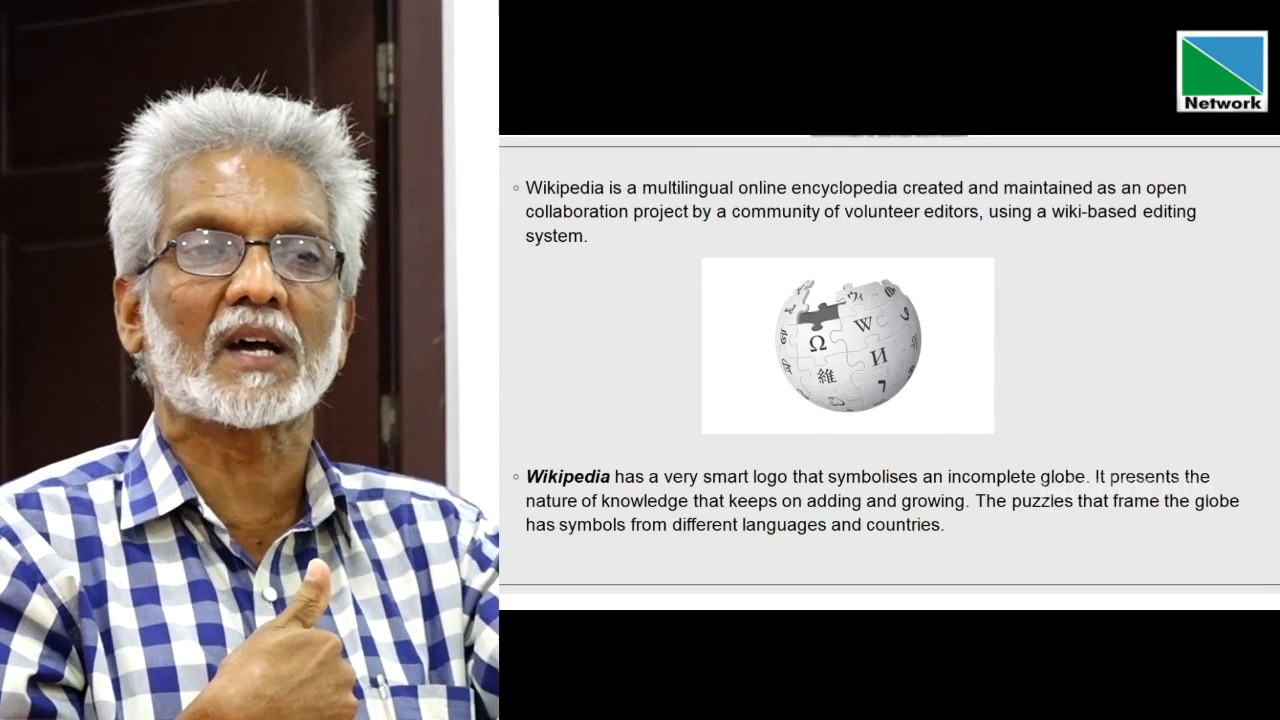 Network
Wikipedia is a multilingual online encyclopedia created and maintained as an open
collaboration project by a community of volunteer editors, using a wiki-based editing
system.
W
Ω
И
維
Wikipedia has a very smart logo that symbolises an incomplete globe. It presents the
nature of knowledge that keeps on adding and growing. The puzzles that frame the globe
has symbols from different languages and countries.